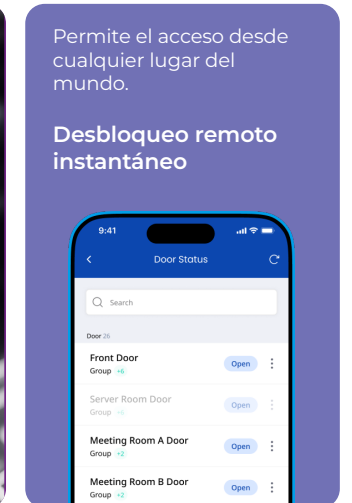 Permite el acceso desde
cualquier lugar del
mundo.
Desbloqueo remoto
instantáneo
9:41
Door Status
Search
Door 26
Front Door
Group +6
Open
Server Room Door
Group +6
Open
Meeting Room A Door
Group +2
Open
Meeting Room B Door
Group +2
Open